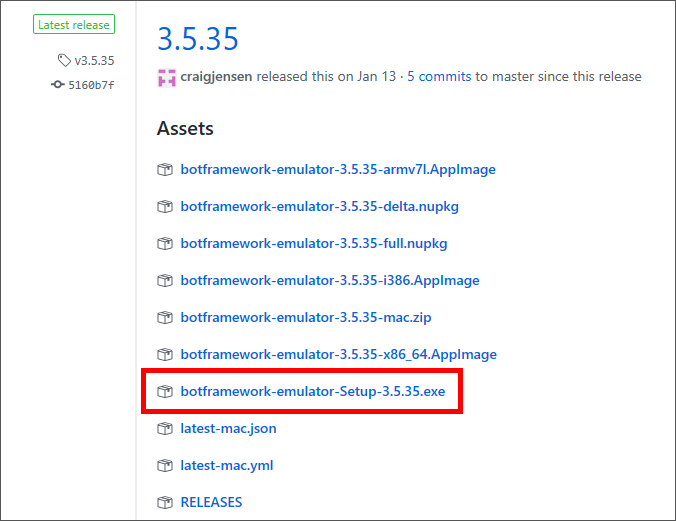 Latest release
v3.5.35
5160b7f
3.5.35
craigjensen released this on Jan 13 · 5 commits to master since this release
Assets
botframework-emulator-3.5.35-armv7l.AppImage
botframework-emulator-3.5.35-delta.nupkg
botframework-emulator-3.5.35-full.nupkg
botframework-emulator-3.5.35-i386.AppImage
botframework-emulator-3.5.35-mac.zip
botframework-emulator-3.5.35-x86_64.AppImage
botframework-emulator-Setup-3.5.35.exe
latest-mac.json
latest-mac.yml
RELEASES